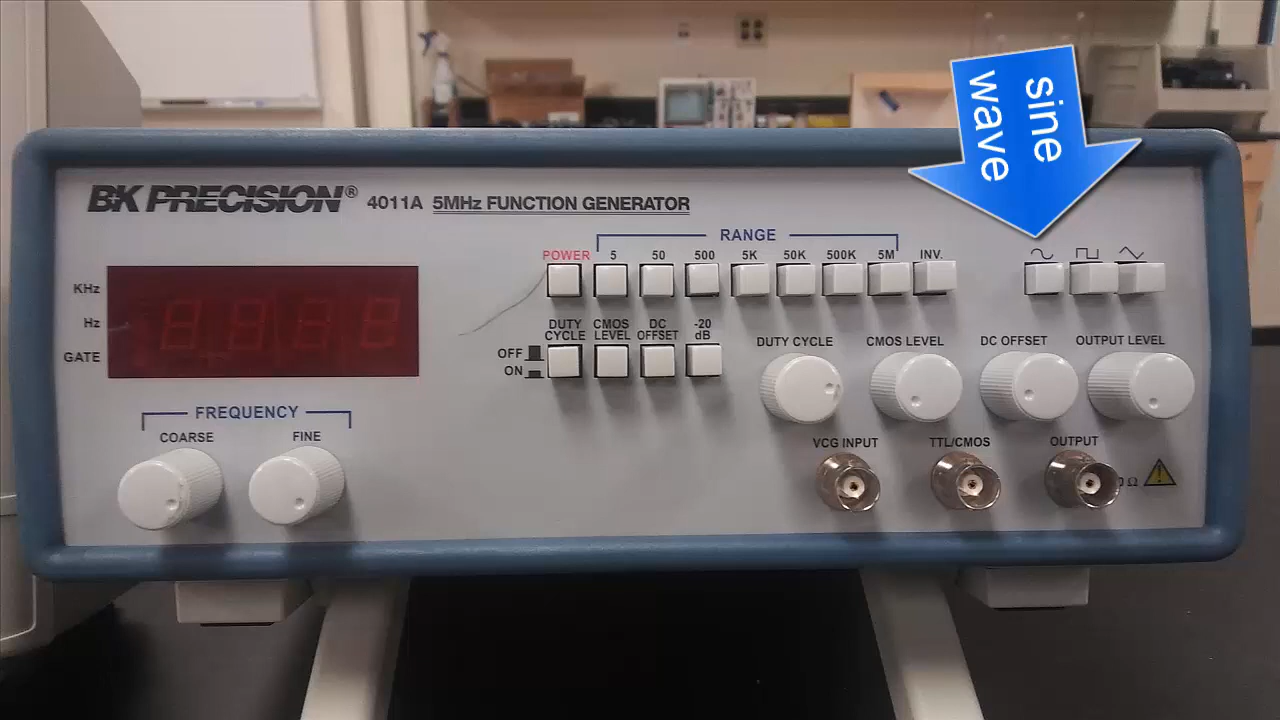 sine
wave
BK PRECISION® 4011A 5MHz FUNCTION GENERATOR
RANGE
POWER 5 50 500 5K 50K 500K 5M INV.
KHz
Hz
GATE
DUTY CYCLE CMOS LEVEL DC OFFSET -20 dB
OFF
ON
DUTY CYCLE CMOS LEVEL DC OFFSET OUTPUT LEVEL
FREQUENCY
COARSE FINE
VCG INPUT TTL/CMOS OUTPUT
Ω